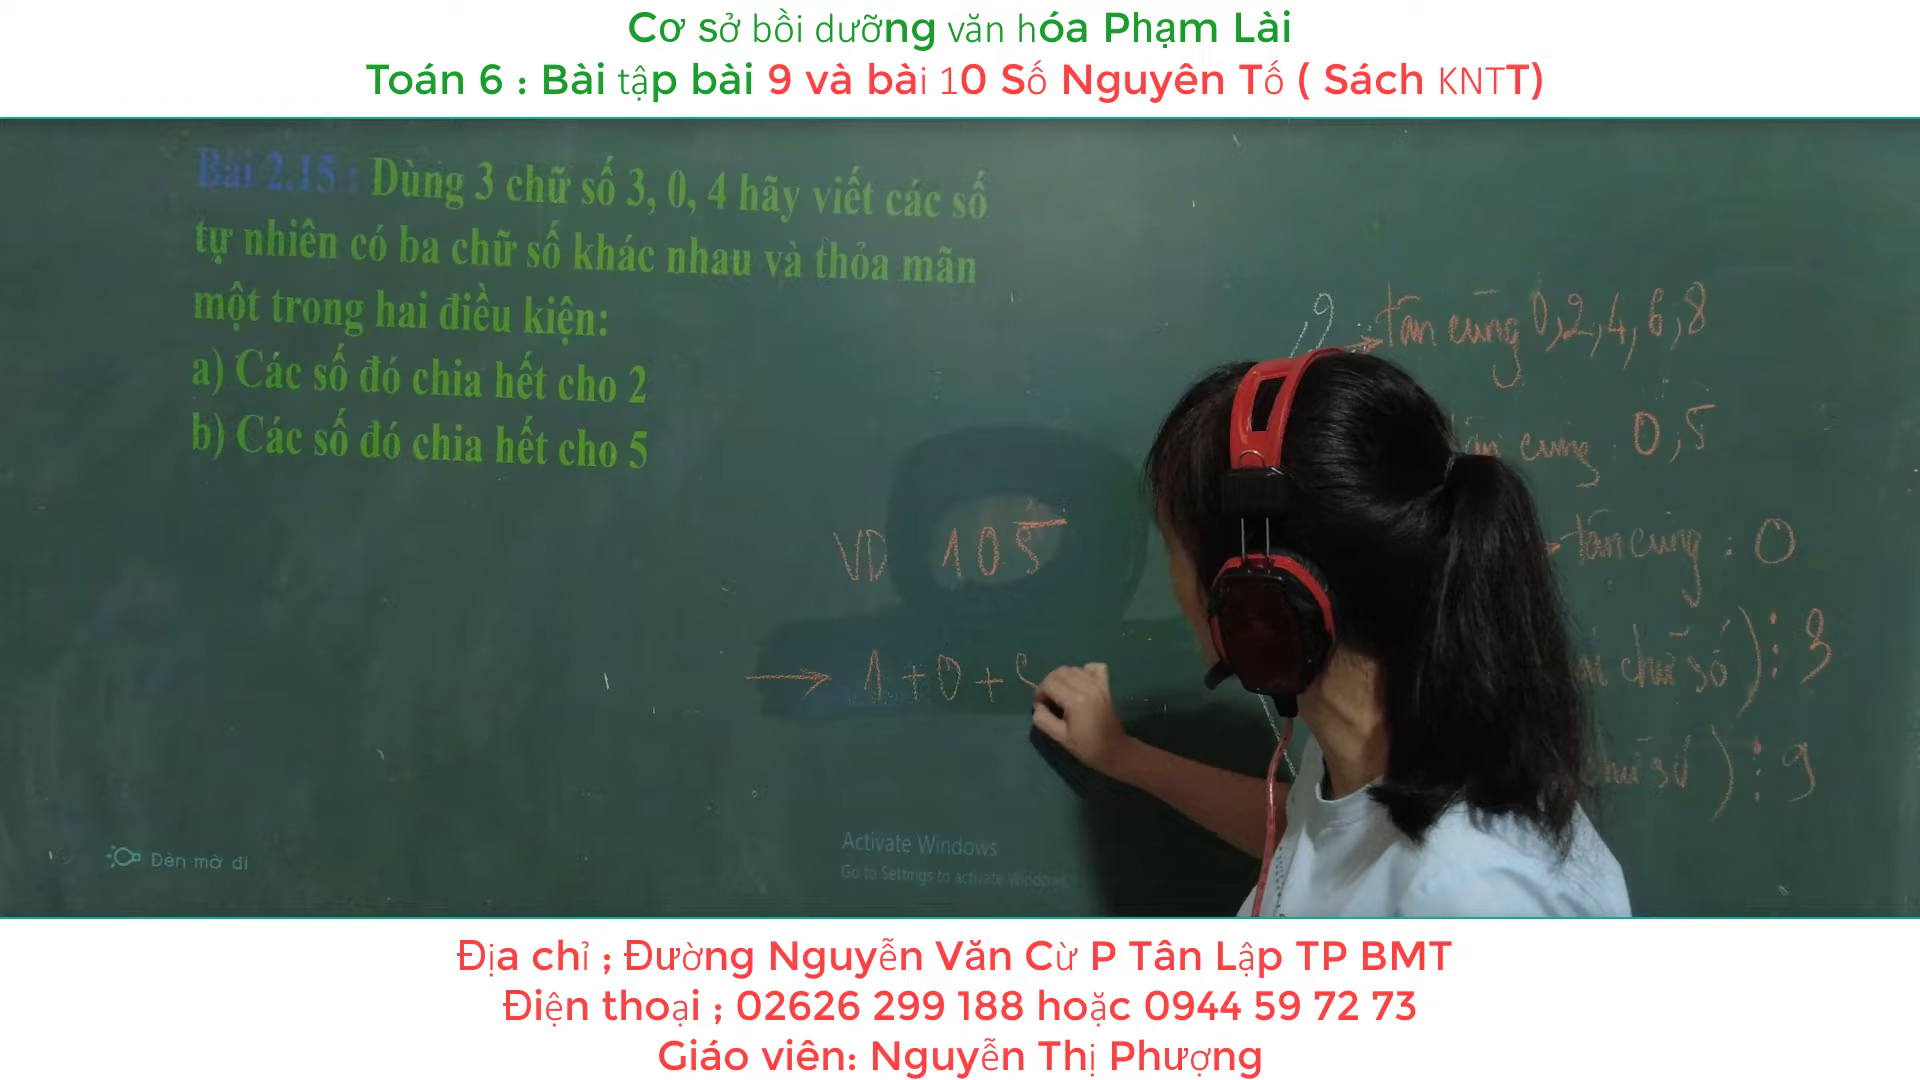 Cơ sở bồi dưỡng văn hóa Phạm Lài
Toán 6 : Bài tập bài 9 và bài 10 Số Nguyên Tố ( Sách KNTT)
Bài 2.15 : Dùng 3 chữ số 3, 0, 4 hãy viết các số
tự nhiên có ba chữ số khác nhau và thỏa mãn
một trong hai điều kiện:
a) Các số đó chia hết cho 2
b) Các số đó chia hết cho 5
, 9
→ tân cùng 0,2,4,6,8
cùng : 0,5
VD 105
tân cùng : 0
→ 1 + 0 +
chữ số ) ⋮ 3
chữ số ) ⋮ 9
Đèn mờ đi
Activate Windows
Go to Settings to activate Windows.
Địa chỉ ; Đường Nguyễn Văn Cừ P Tân Lập TP BMT
Điện thoại ; 02626 299 188 hoặc 0944 59 72 73
Giáo viên: Nguyễn Thị Phượng